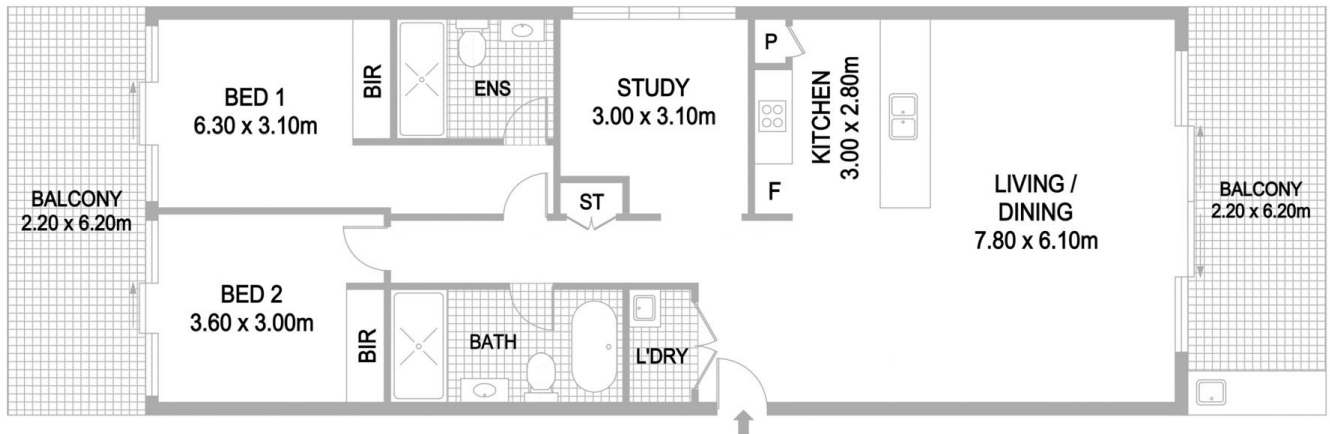 BED 1
6.30 x 3.10m
BIR
ENS
STUDY
3.00 x 3.10m
P
KITCHEN
3.00 x 2.80m
F
ST
LIVING /
DINING
7.80 x 6.10m
BALCONY
2.20 x 6.20m
BALCONY
2.20 x 6.20m
BED 2
3.60 x 3.00m
BIR
BATH
L'DRY